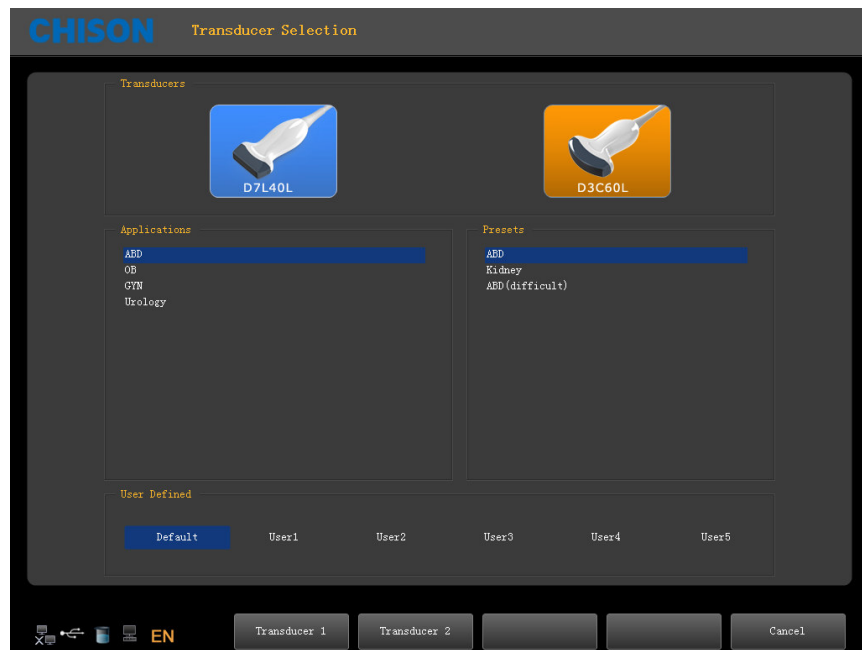 CHISON
Transducer Selection
Transducers
D7L40L
D3C60L
Applications
ABD
OB
GYN
Urology
Presets
ABD
Kidney
ABD(difficult)
User Defined
Default User1 User2 User3 User4 User5
EN Transducer 1 Transducer 2 Cancel